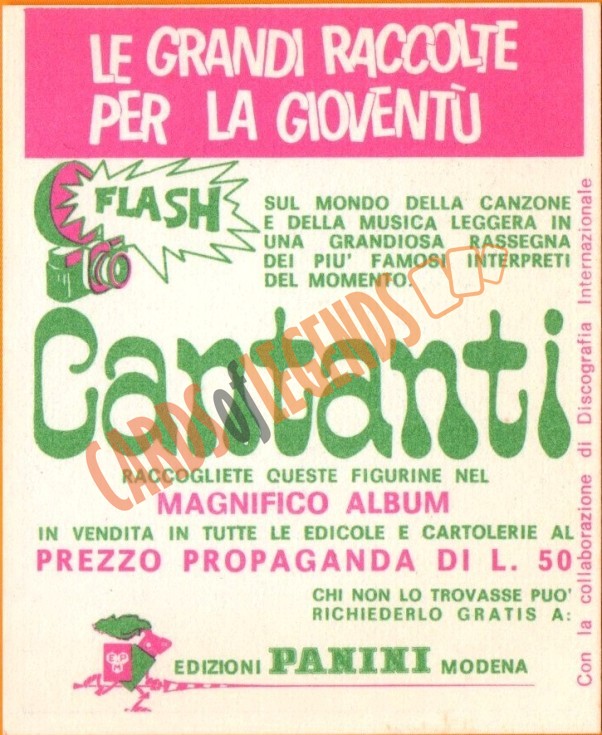 LE GRANDI RACCOLTE
PER LA GIOVENTÙ
FLASH
SUL MONDO DELLA CANZONE
E DELLA MUSICA LEGGERA IN
UNA GRANDIOSA RASSEGNA
DEI PIU' FAMOSI INTERPRETI
DEL MOMENTO.
Cantanti
RACCOGLIETE QUESTE FIGURINE NEL
MAGNIFICO ALBUM
IN VENDITA IN TUTTE LE EDICOLE E CARTOLERIE AL
PREZZO PROPAGANDA DI L. 50
CHI NON LO TROVASSE PUO'
RICHIEDERLO GRATIS A:
EDIZIONI PANINI MODENA
Con la collaborazione di Discografia Internazionale
CARDS of LEGENDS